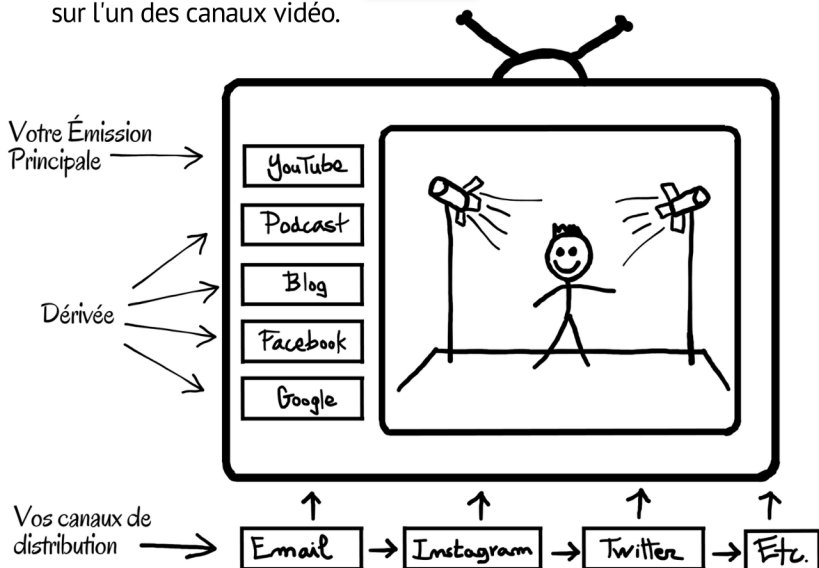 sur l'un des canaux vidéo.
Votre Émission
Principale
YouTube
Podcast
Blog
Dérivée
Facebook
Google
Vos canaux de
distribution
Email
Instagram
Twitter
Etc.